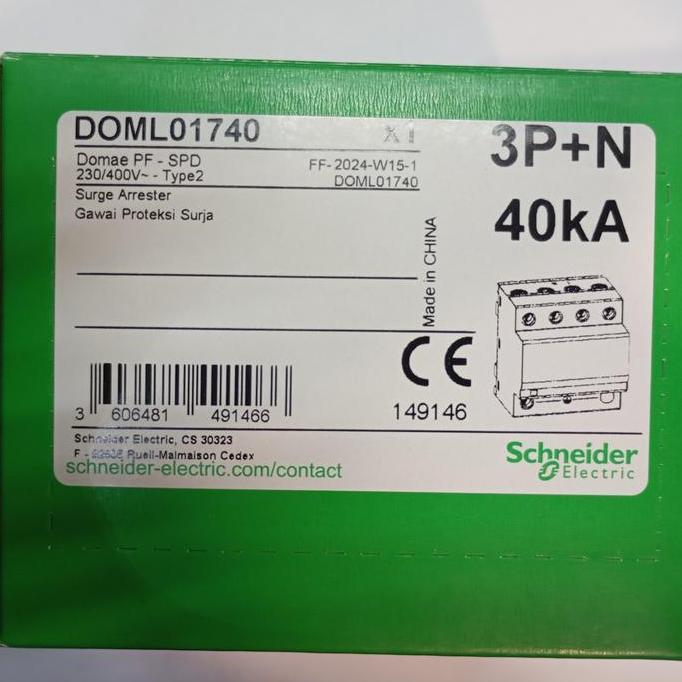 DOML01740 X1
Domae PF - SPD
230/400V~ - Type2
FF-2024-W15-1
DOML01740
Surge Arrester
Gawai Proteksi Surja
Made in CHINA
3P+N
40kA
CE
3 606481 491466
149146
Schneider Electric, CS 30323
F - Rueil-Malmaison Cedex
schneider-electric.com/contact
Schneider
Electric